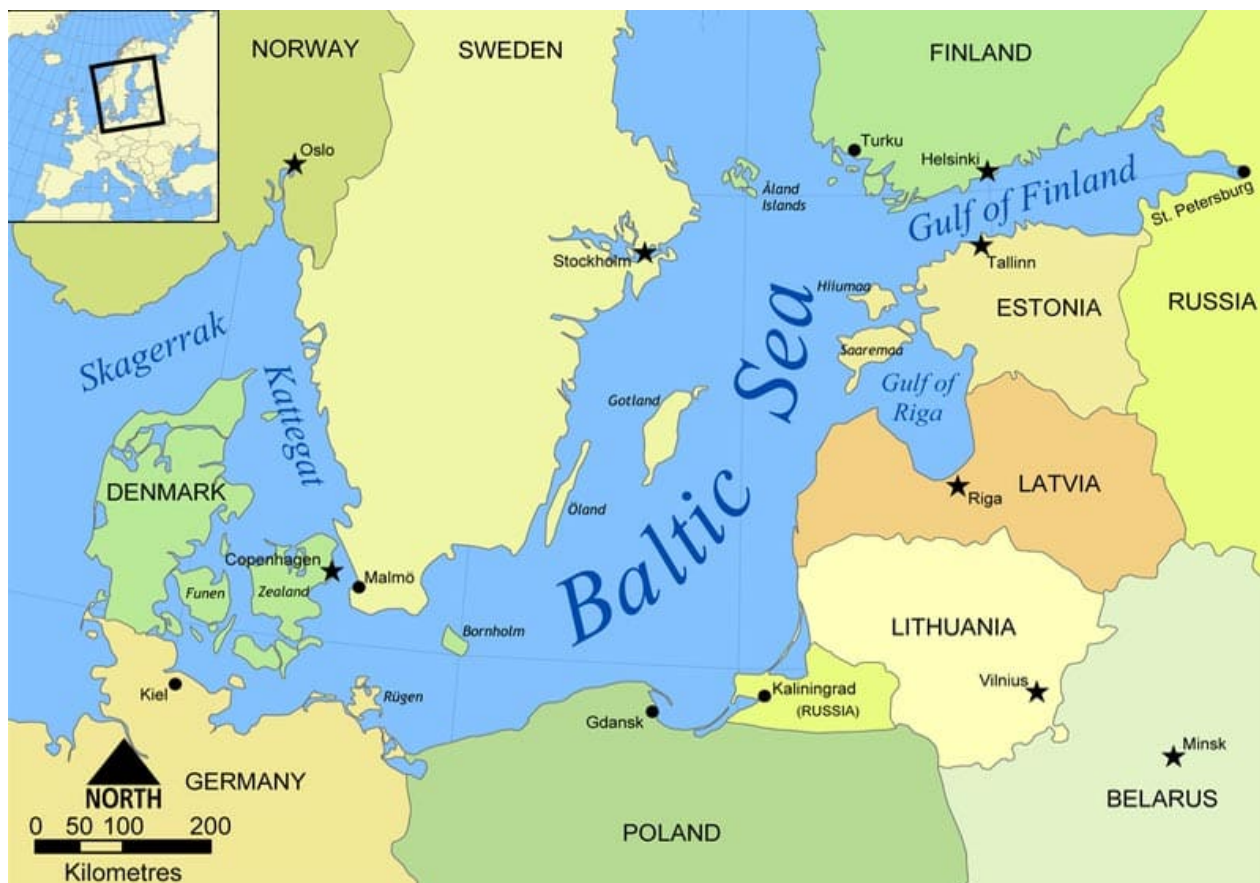 NORWAY
SWEDEN
FINLAND
Oslo
Turku
Helsinki
Åland
Islands
Gulf of Finland
St. Petersburg
Stockholm
Tallinn
Hiiumaa
ESTONIA
RUSSIA
Skagerrak
Saaremaa
Kattegat
Gotland
Gulf of
Riga
Baltic Sea
DENMARK
Öland
Riga
LATVIA
Copenhagen
Malmö
Funen
Zealand
Bornholm
LITHUANIA
Kiel
Rügen
Gdansk
Kaliningrad
(RUSSIA)
Vilnius
Minsk
NORTH
GERMANY
BELARUS
0 50 100 200
POLAND
Kilometres